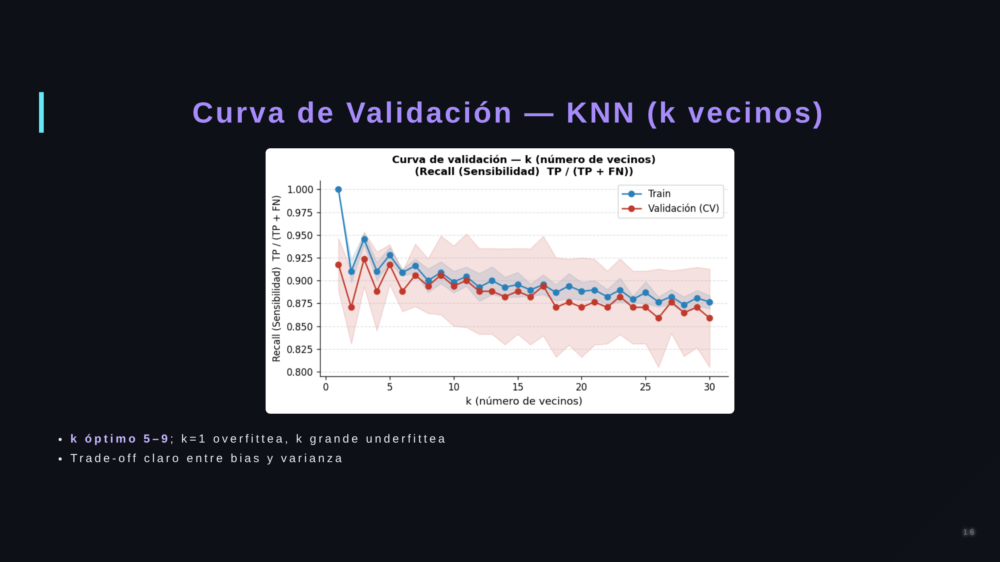 Curva de Validación — KNN (k vecinos)
Curva de validación — k (número de vecinos)
(Recall (Sensibilidad) TP / (TP + FN))
Recall (Sensibilidad) TP / (TP + FN)
1.000
0.975
0.950
0.925
0.900
0.875
0.850
0.825
0.800
Train
Validación (CV)
0 5 10 15 20 25 30
k (número de vecinos)
• k óptimo 5–9; k=1 overfittea, k grande underfittea
• Trade-off claro entre bias y varianza
16